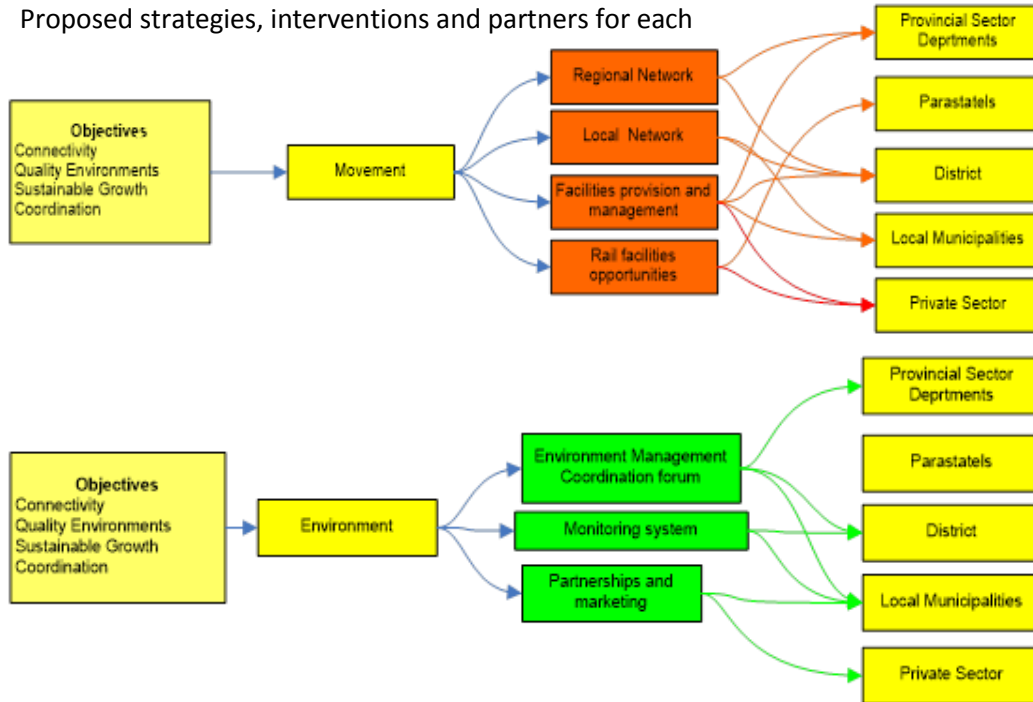 Proposed strategies, interventions and partners for each
Objectives
Connectivity
Quality Environments
Sustainable Growth
Coordination
Movement
Regional Network
Local Network
Facilities provision and
management
Rail facilities
opportunities
Provincial Sector
Deprtments
Parastatels
District
Local Municipalities
Private Sector
Objectives
Connectivity
Quality Environments
Sustainable Growth
Coordination
Environment
Environment Management
Coordination forum
Monitoring system
Partnerships and
marketing
Provincial Sector
Deprtments
Parastatels
District
Local Municipalities
Private Sector